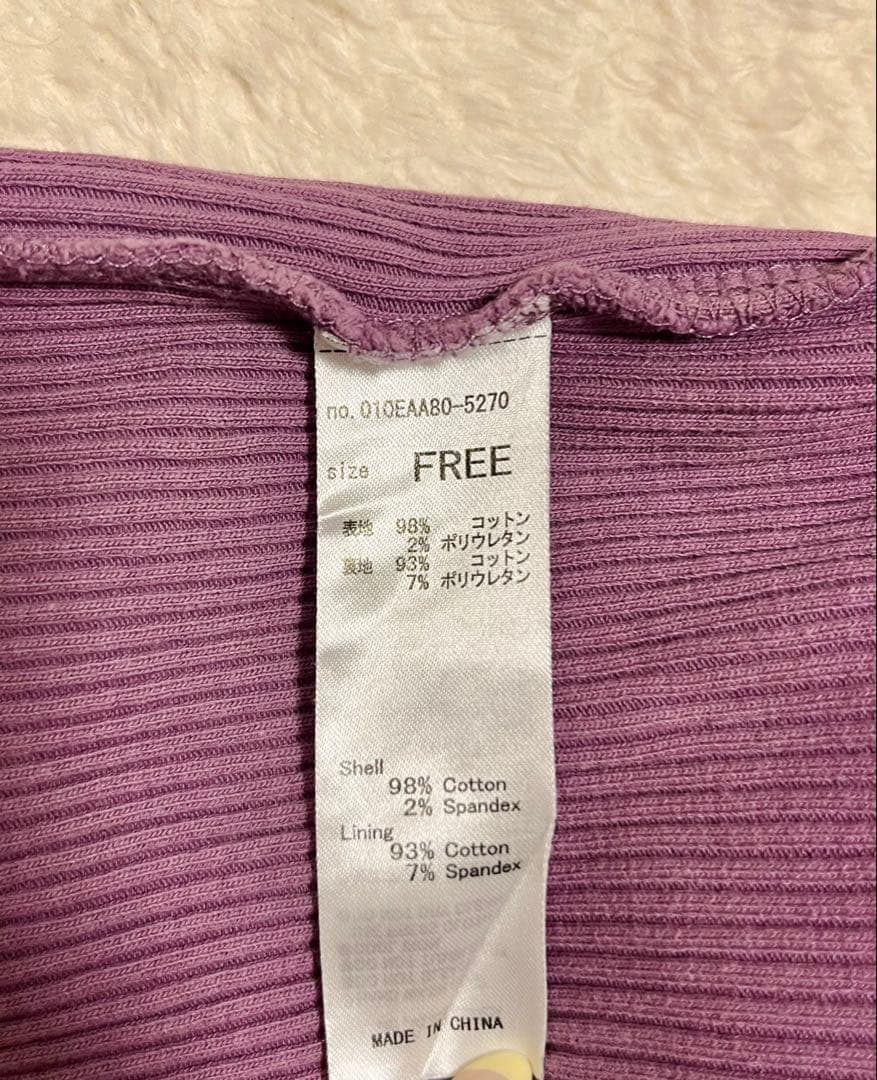 no.010EAA80-5270
size FREE
表地 98% コットン
2% ポリウレタン
裏地 93% コットン
7% ポリウレタン
Shell
98% Cotton
2% Spandex
Lining
93% Cotton
7% Spandex
MADE IN CHINA